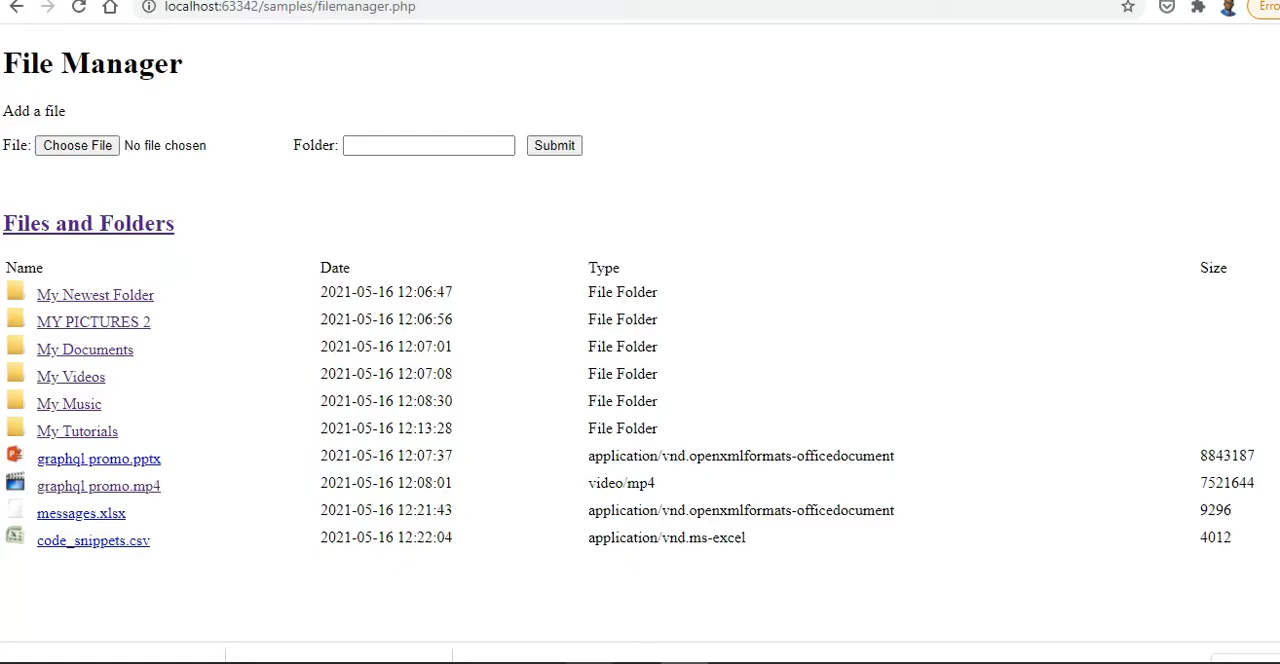 localhost:63342/samples/filemanager.php Erro
File Manager
Add a file
File: Choose File No file chosen Folder: Submit
Files and Folders
Name Date Type Size
My Newest Folder 2021-05-16 12:06:47 File Folder
MY PICTURES 2 2021-05-16 12:06:56 File Folder
My Documents 2021-05-16 12:07:01 File Folder
My Videos 2021-05-16 12:07:08 File Folder
My Music 2021-05-16 12:08:30 File Folder
My Tutorials 2021-05-16 12:13:28 File Folder
graphql promo.pptx 2021-05-16 12:07:37 application/vnd.openxmlformats-officedocument 8843187
graphql promo.mp4 2021-05-16 12:08:01 video/mp4 7521644
messages.xlsx 2021-05-16 12:21:43 application/vnd.openxmlformats-officedocument 9296
code_snippets.csv 2021-05-16 12:22:04 application/vnd.ms-excel 4012